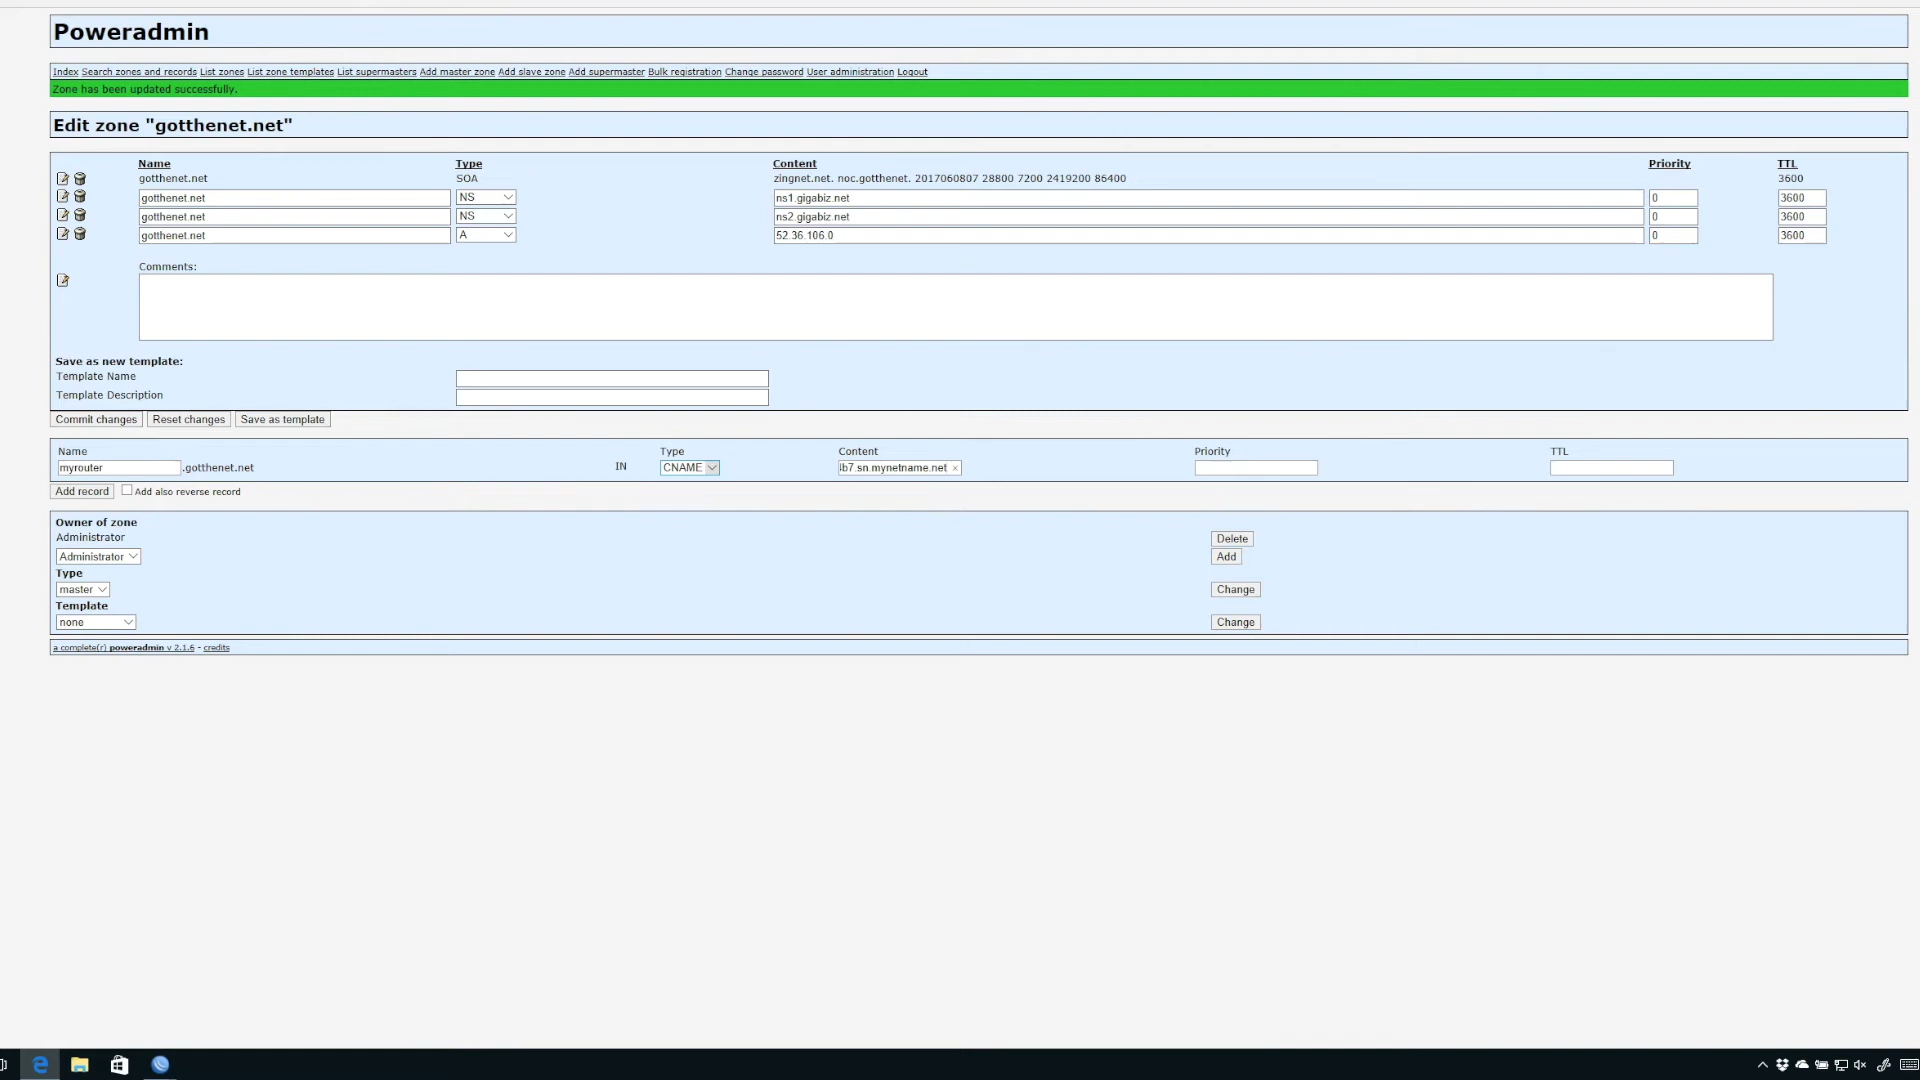 Poweradmin
Index Search zones and records List zones List zone templates List supermasters Add master zone Add slave zone Add supermaster Bulk registration Change password User administration Logout
Zone has been updated successfully.
Edit zone "gotthenet.net"
Name Type Content Priority TTL
gotthenet.net SOA zingnet.net. noc.gotthenet. 2017060807 28800 7200 2419200 86400 3600
gotthenet.net NS ns1.gigabiz.net 0 3600
gotthenet.net NS ns2.gigabiz.net 0 3600
gotthenet.net A 52.36.106.0 0 3600
Comments:
Save as new template:
Template Name
Template Description
Commit changes Reset changes Save as template
Name Type Content Priority TTL
myrouter .gotthenet.net IN CNAME b7.sn.mynetname.net
Add record Add also reverse record
Owner of zone
Administrator Delete
Administrator Add
Type
master Change
Template
none Change
a complete(r) poweradmin v 2.1.6 - credits